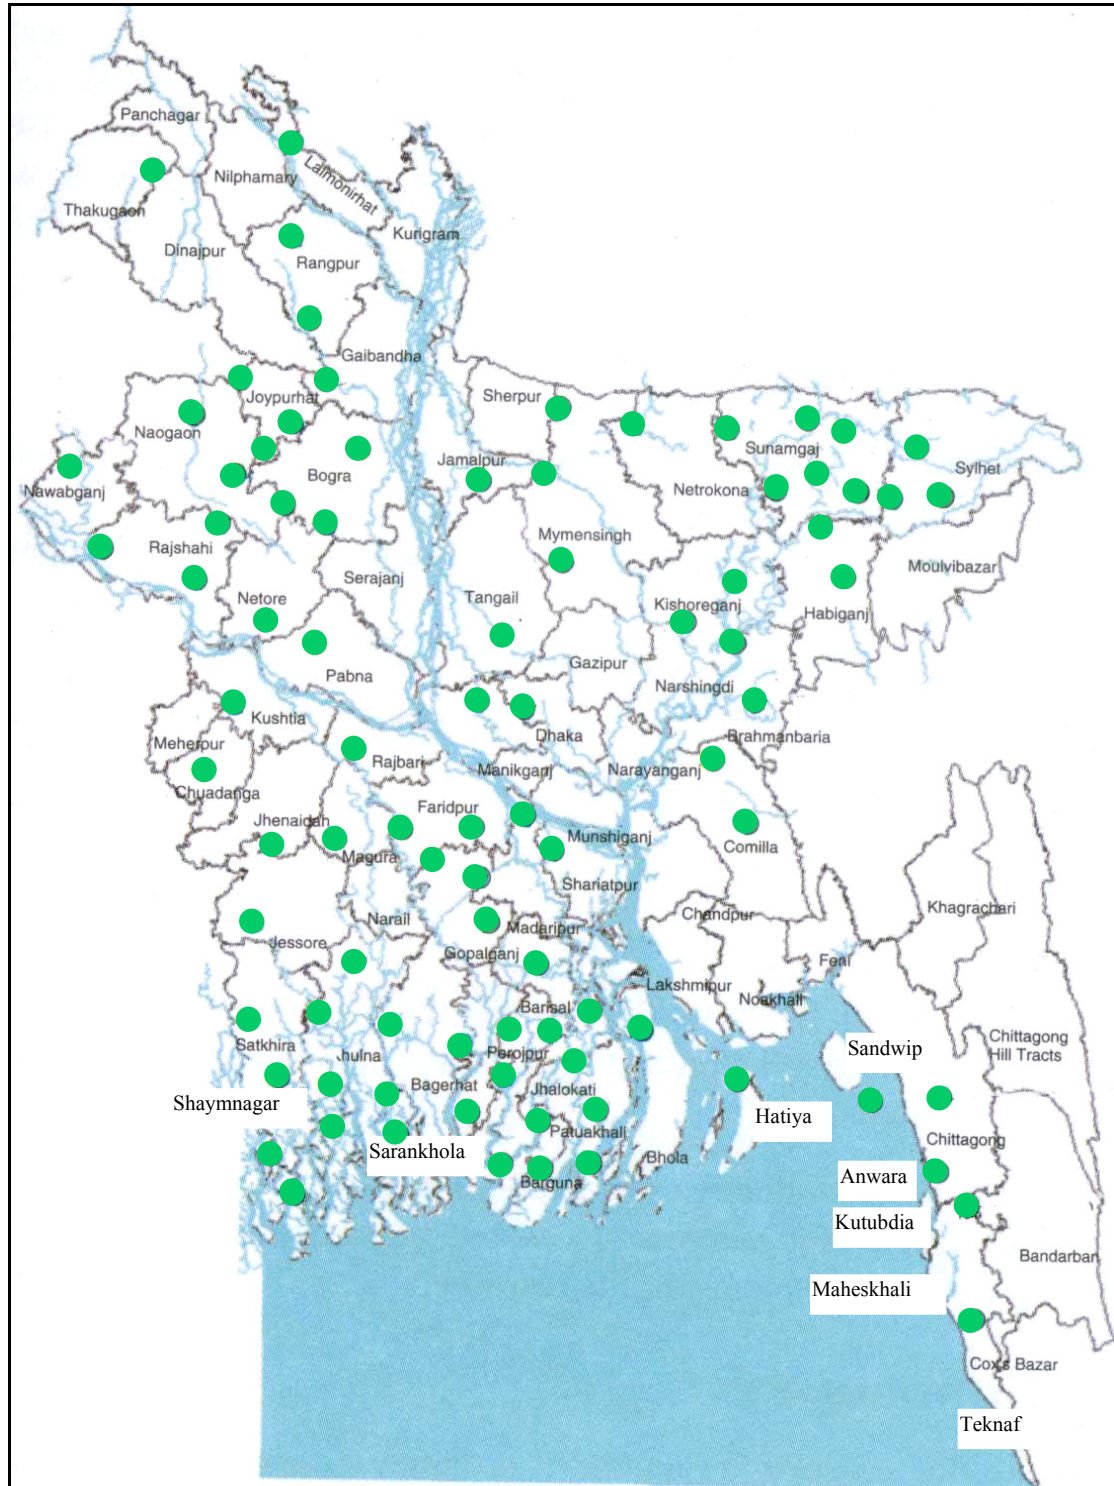 Panchagar
Lalmonirhat
Nilphamary
Thakugaon
Kurigram
Dinajpur
Rangpur
Gaibandha
Sherpur
Joypurhat
Naogaon
Sunamgaj
Jamalpur
Sylhet
Bogra
Nawabganj
Netrokona
Mymensingh
Rajshahi
Moulvibazar
Serajanj
Netore
Tangail
Kishoreganj
Habiganj
Gazipur
Pabna
Narshingdi
Kushtia
Dhaka
Brahmanbaria
Meherpur
Rajbari
Manikganj
Narayanganj
Chuadanga
Faridpur
Jhenaidah
Munshiganj
Comilla
Magura
Shariatpur
Khagrachari
Narail
Chandpur
Madaripur
Jessore
Gopalganj
Feni
Lakshmipur
Noakhali
Barisal
Chittagong
Hill Tracts
Satkhira
hulna
Perojpur
Sandwip
Bagerhat
Jhalokati
Shaymnagar
Hatiya
Patuakhali
Chittagong
Sarankhola
Bhola
Anwara
Barguna
Kutubdia
Bandarban
Maheskhali
Cox's Bazar
Teknaf